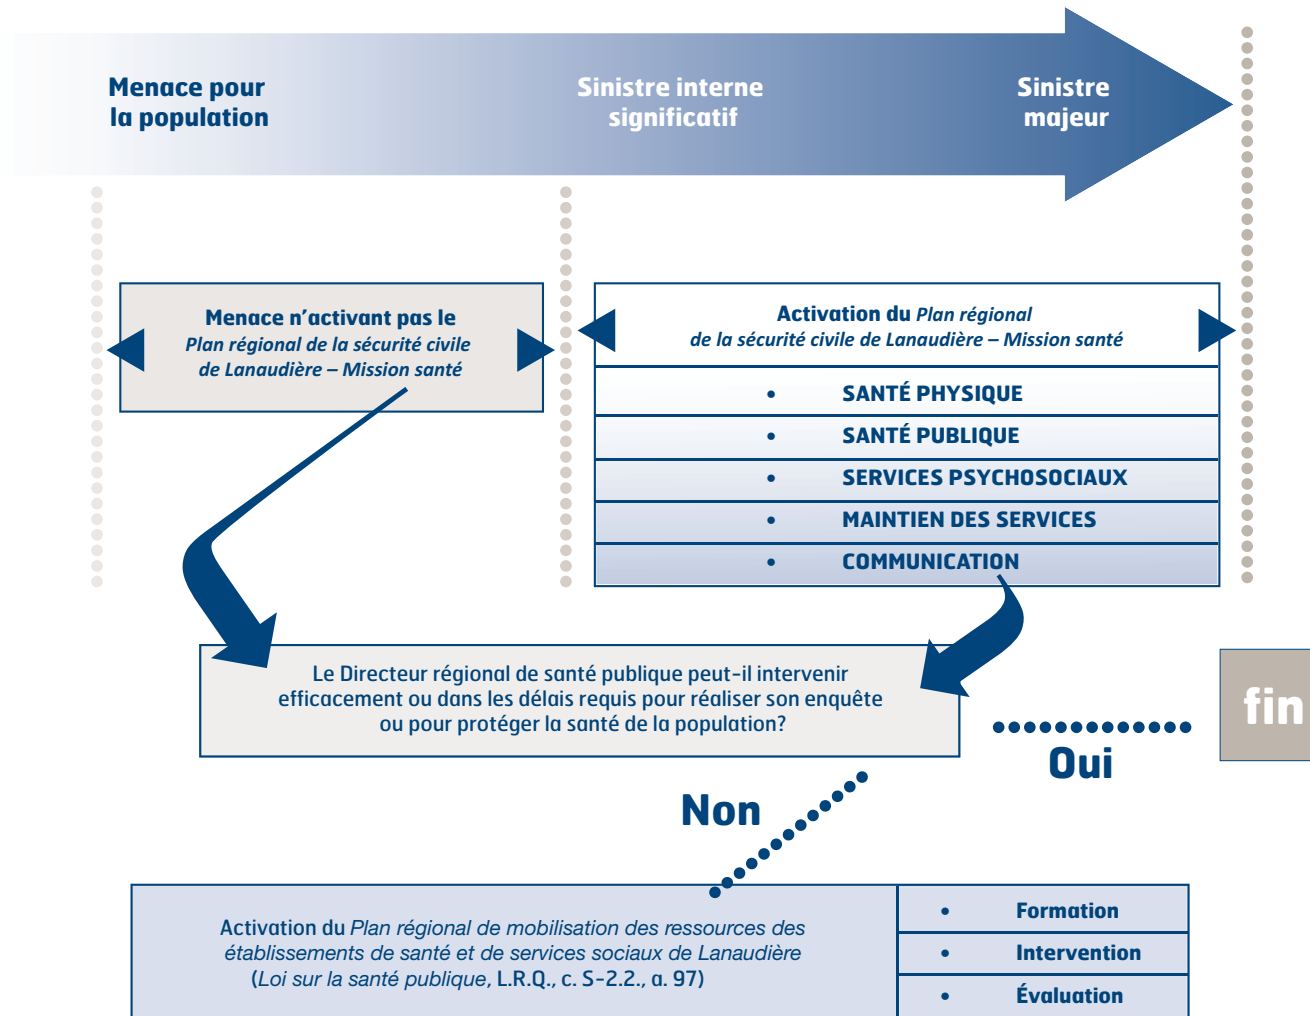 Menace pour
la population
Sinistre interne
significatif
Sinistre
majeur
Menace n'activant pas le
Plan régional de la sécurité civile
de Lanaudière – Mission santé
Activation du Plan régional
de la sécurité civile de Lanaudière – Mission santé
• SANTÉ PHYSIQUE
• SANTÉ PUBLIQUE
• SERVICES PSYCHOSOCIAUX
• MAINTIEN DES SERVICES
• COMMUNICATION
Le Directeur régional de santé publique peut-il intervenir
efficacement ou dans les délais requis pour réaliser son enquête
ou pour protéger la santé de la population?
fin
Oui
Non
Activation du Plan régional de mobilisation des ressources des
établissements de santé et de services sociaux de Lanaudière
(Loi sur la santé publique, L.R.Q., c. S-2.2., a. 97)
• Formation
• Intervention
• Évaluation